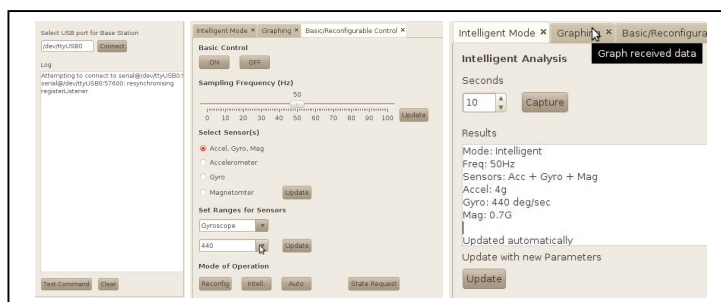 Select USB port for Base Station
/dev/ttyUSB0 Connect
Log
Attempting to connect to serial@/dev/ttyUSB0:5
serial@/dev/ttyUSB0:57600: resynchronising
registerListener
Test Command Clear
Intelligent Mode × Graphing × Basic/Reconfigurable Control ×
Basic Control
ON OFF
Sampling Frequency (Hz)
50
0 10 20 30 40 50 60 70 80 90 100 Update
Select Sensor(s)
Accel, Gyro, Mag
Accelerometer
Gyro
Magnetomter Update
Set Ranges for Sensors
Gyroscope
440 Update
Mode of Operation
Reconfig Intell. Auto State Request
Intelligent Mode × Graphing × Basic/Reconfigura
Graph received data
Intelligent Analysis
Seconds
10 Capture
Results
Mode: Intelligent
Freq: 50Hz
Sensors: Acc + Gyro + Mag
Accel: 4g
Gyro: 440 deg/sec
Mag: 0.7G
Updated automatically
Update with new Parameters
Update